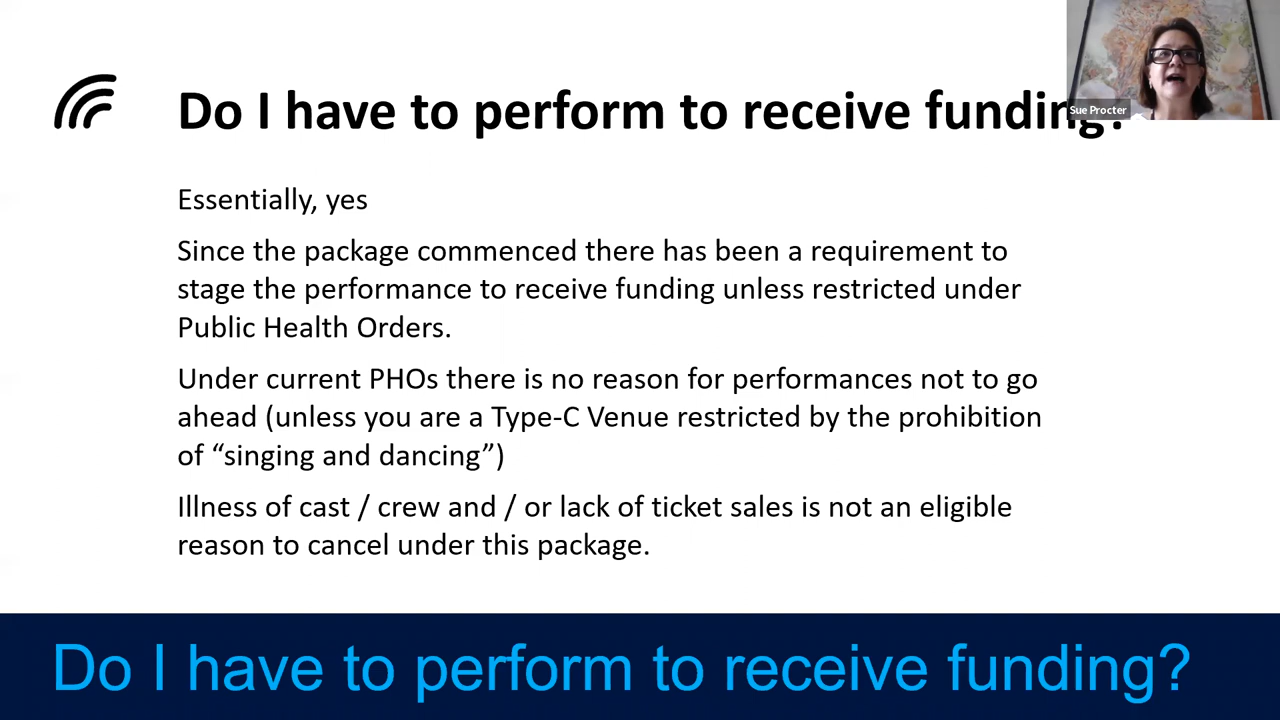 Do I have to perform to receive funding?
Sue Procter
Essentially, yes
Since the package commenced there has been a requirement to
stage the performance to receive funding unless restricted under
Public Health Orders.
Under current PHOs there is no reason for performances not to go
ahead (unless you are a Type-C Venue restricted by the prohibition
of “singing and dancing”)
Illness of cast / crew and / or lack of ticket sales is not an eligible
reason to cancel under this package.
Do I have to perform to receive funding?